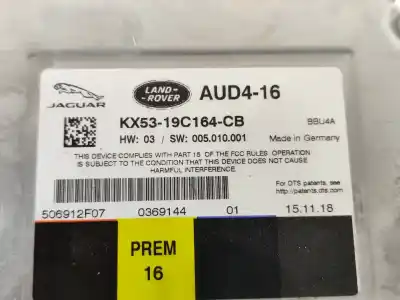 JAGUAR
LAND-
ROVER
AUD4-16
KX53-19C164-CB
BBU4A
HW: 03 / SW: 005.010.001
Made in Germany
THIS DEVICE COMPLIES WITH PART 15 OF THE FCC RULES OPERATION
IS SUBJECT TO THE CONDITION THAT THIS DEVICE DOES NOT CAUSE
HARMFUL INTERFERENCE.
For DTS patents, see
http://patents.dts.com
506912F07
0369144
01
15.11.18
PREM
16